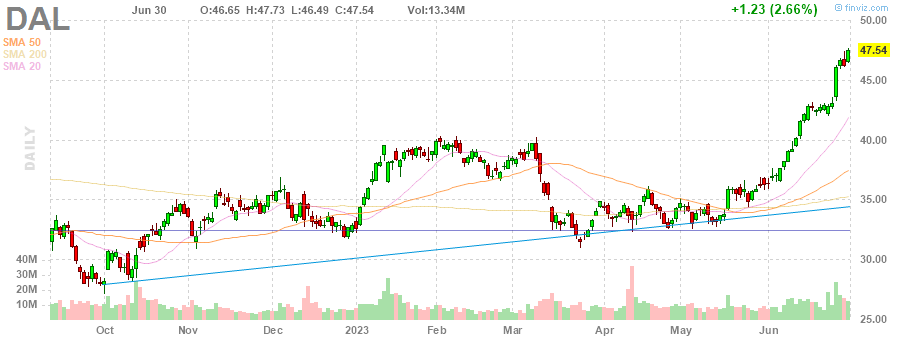 DAL
Jun 30 O:46.65 H:47.73 L:46.49 C:47.54 Vol:13.34M +1.23 (2.66%) © finviz.com
SMA 50
SMA 200
SMA 20
DAILY
50.00
47.54
45.00
40.00
35.00
30.00
25.00
40M
30M
20M
10M
Oct Nov Dec 2023 Feb Mar Apr May Jun